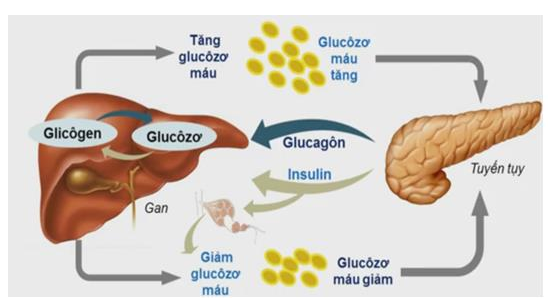 Tăng
glucôzơ
máu
Glucôzơ
máu
tăng
Glicôgen
Glucôzơ
Glucagôn
Insulin
Tuyến tụy
Gan
Giảm
glucôzơ
máu
Glucôzơ
máu giảm